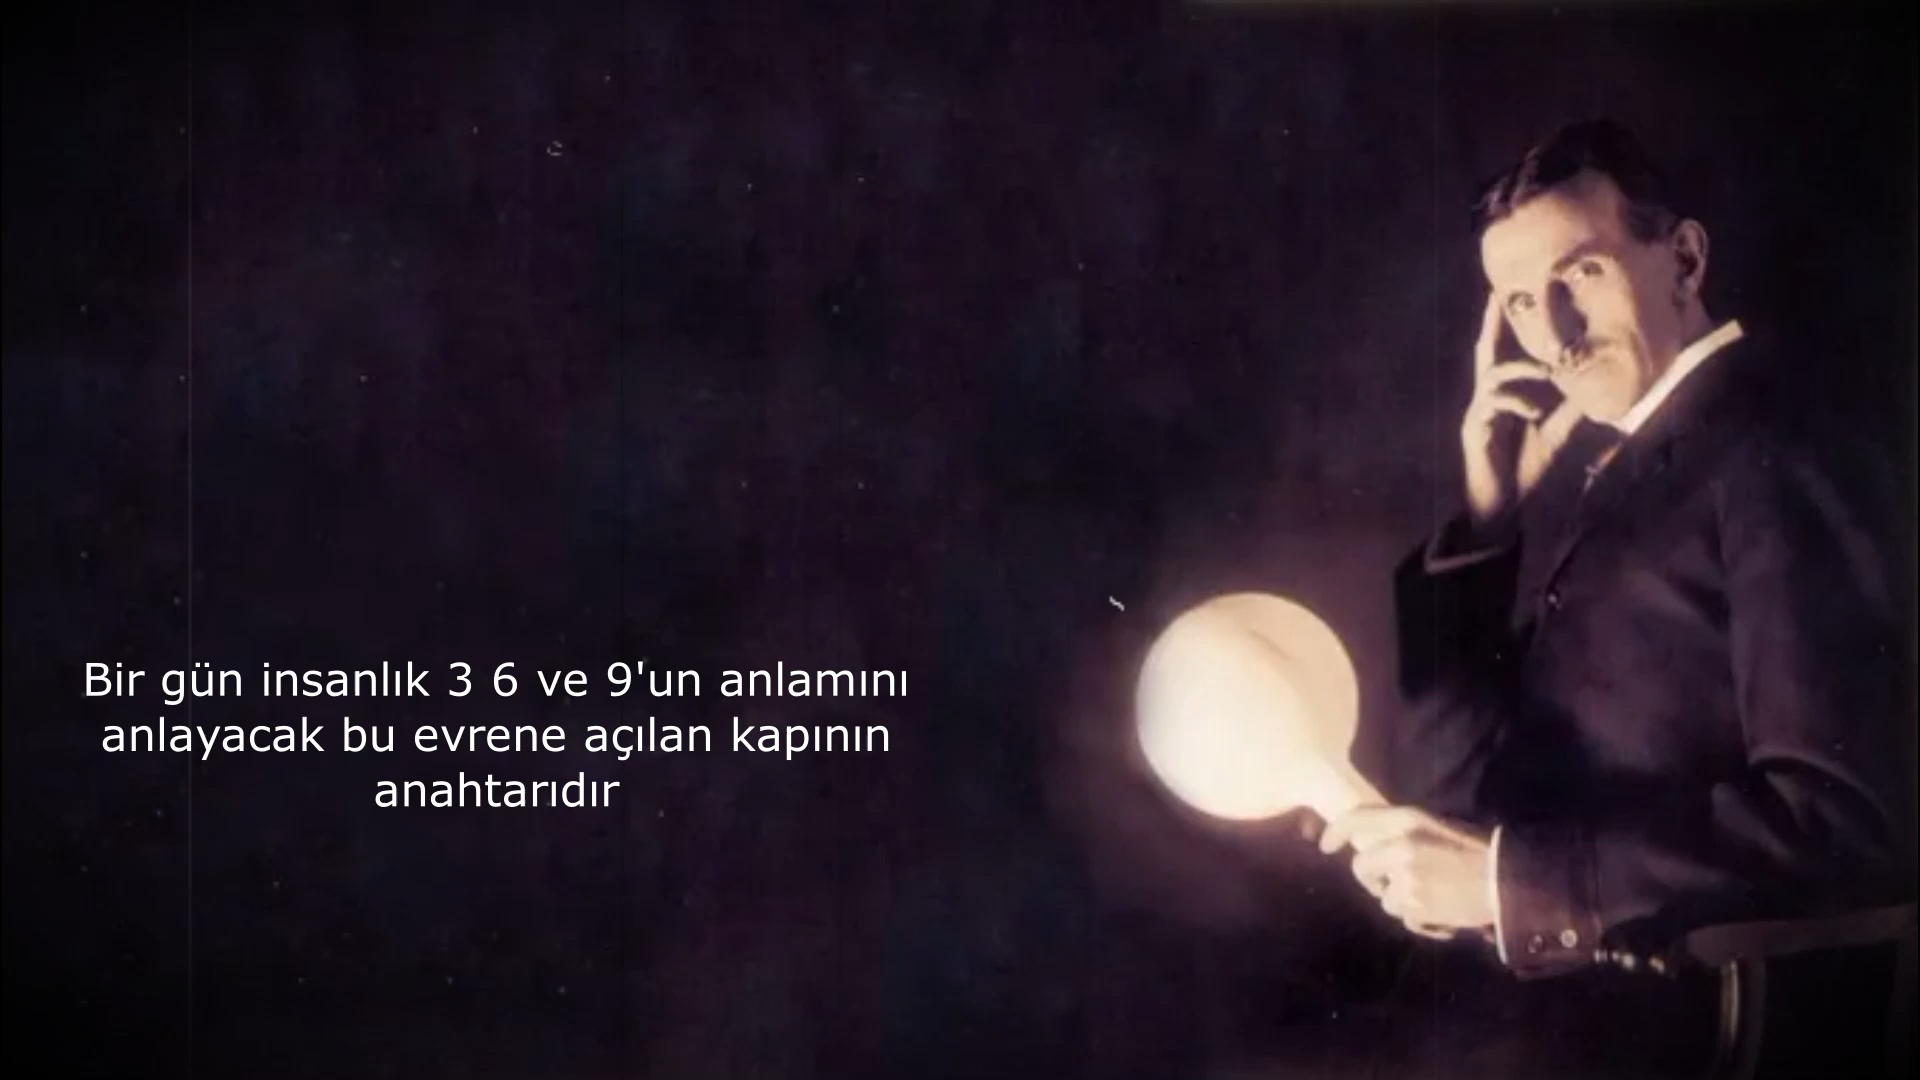 Bir gün insanlık 3 6 ve 9'un anlamını
anlayacak bu evrene açılan kapının
anahtarıdır